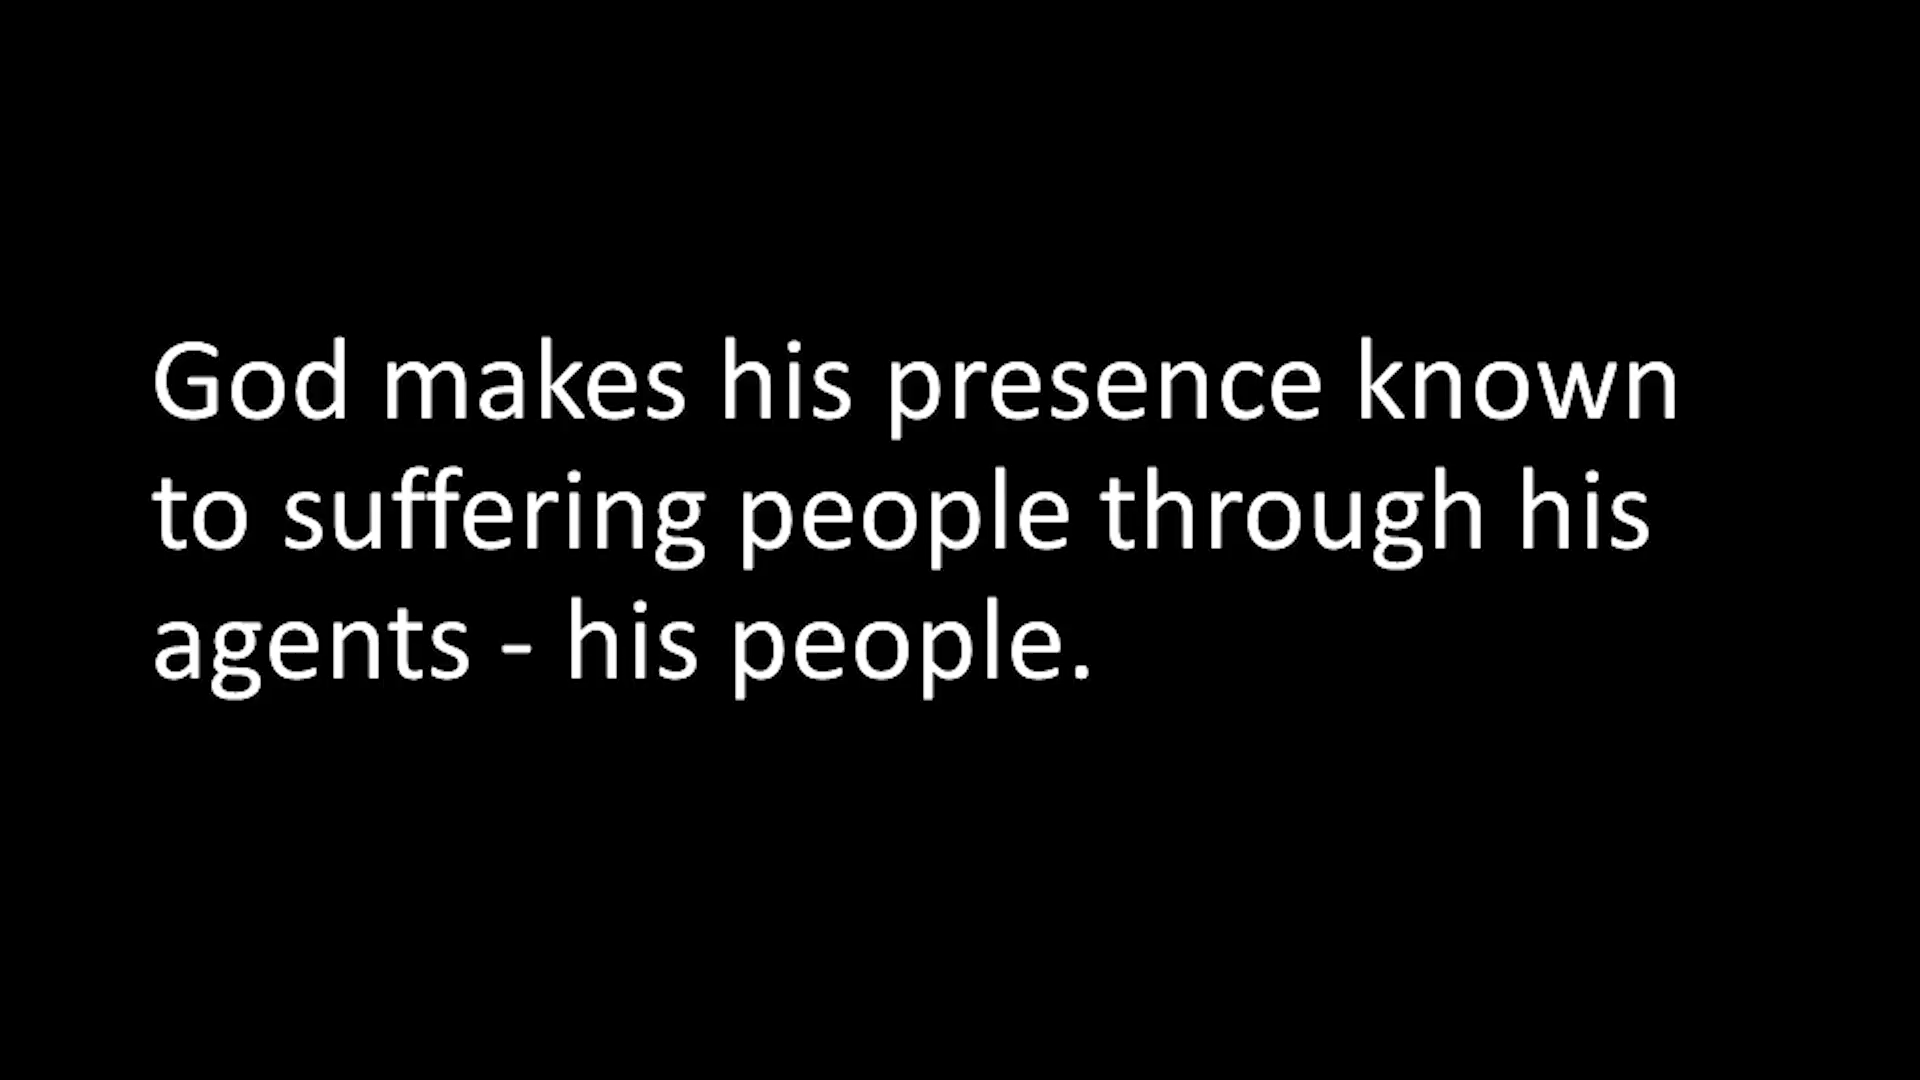 God makes his presence known
to suffering people through his
agents - his people.